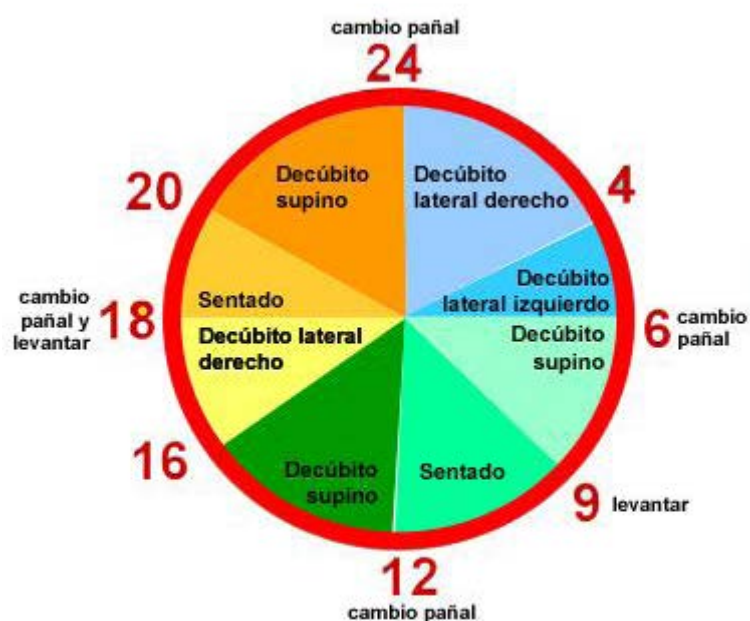 cambio pañal
24
Decúbito
supino
Decúbito
lateral derecho
20
4
Sentado
Decúbito
lateral izquierdo
cambio
pañal y
levantar
18
6
cambio
pañal
Decúbito lateral
derecho
Decúbito
supino
16
Decúbito
supino
Sentado
9
levantar
12
cambio pañal